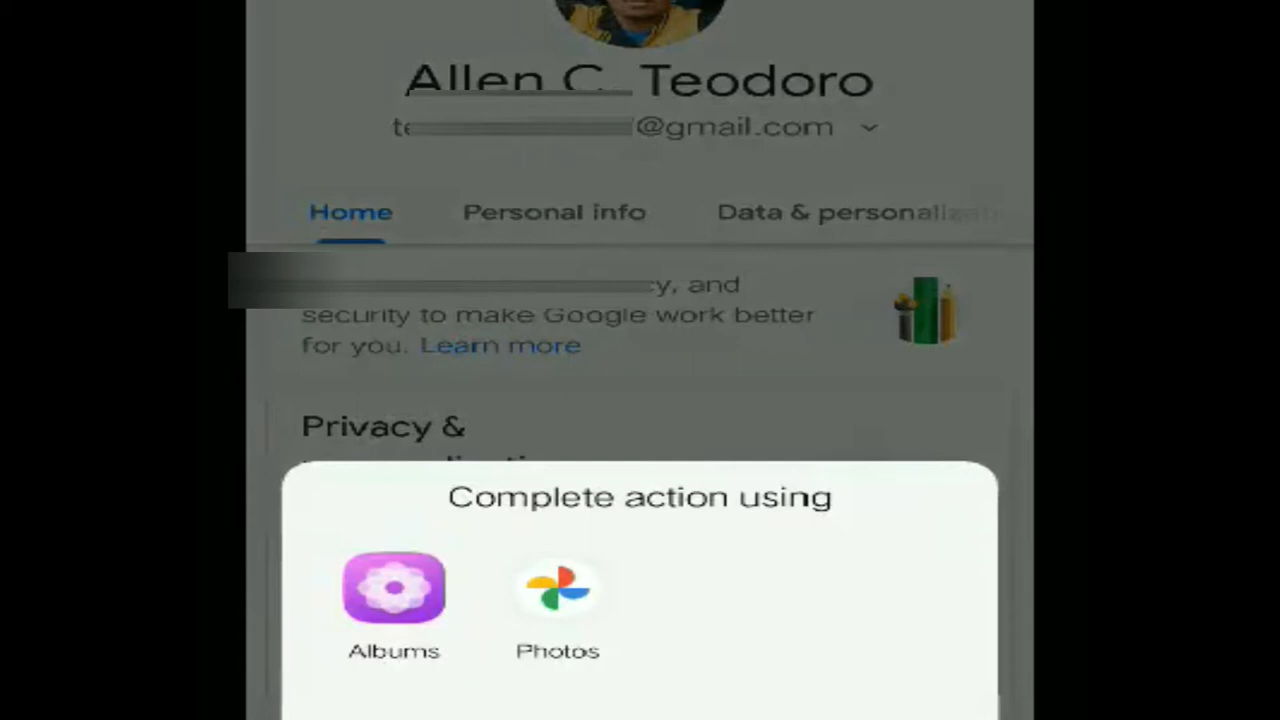 Allen C. Teodoro
@gmail.com
Home Personal info Data & personalization
and
security to make Google work better
for you. Learn more
Privacy &
Complete action using
Albums Photos